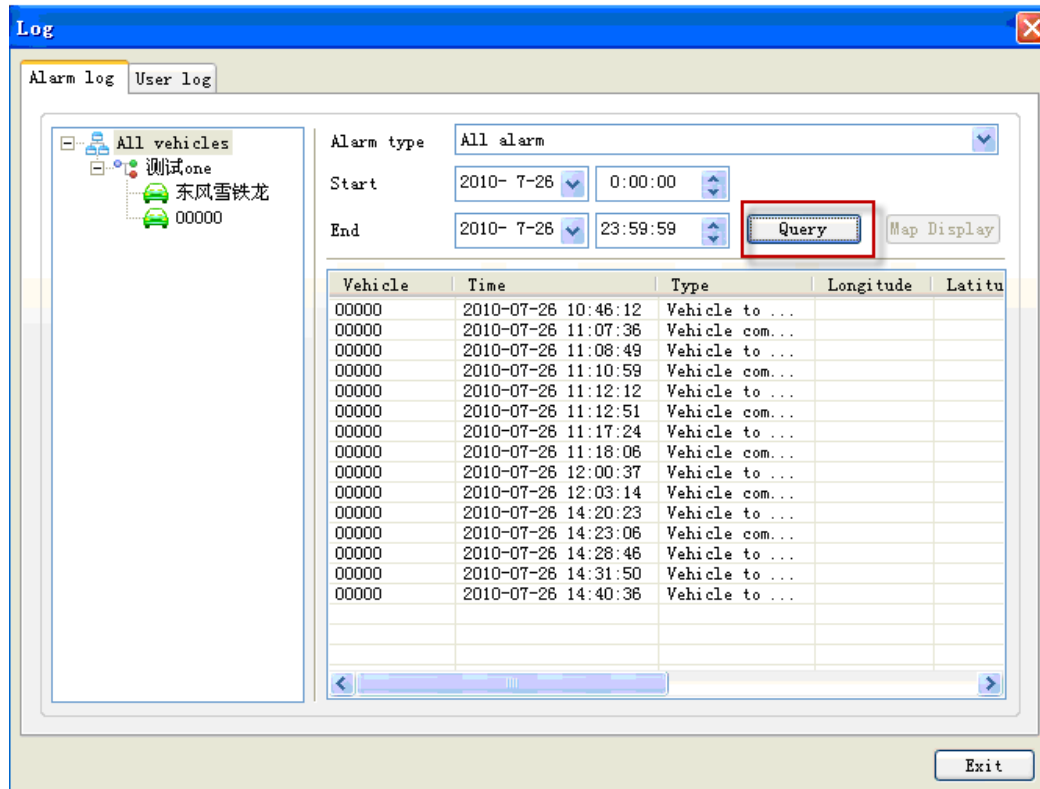 Log
Alarm log User log
All vehicles
测试one
东风雪铁龙
00000
Alarm type All alarm
Start 2010- 7-26 0:00:00
End 2010- 7-26 23:59:59 Query Map Display
Vehicle Time Type Longitude Latitu
00000 2010-07-26 10:46:12 Vehicle to ...
00000 2010-07-26 11:07:36 Vehicle com...
00000 2010-07-26 11:08:49 Vehicle to ...
00000 2010-07-26 11:10:59 Vehicle com...
00000 2010-07-26 11:12:12 Vehicle to ...
00000 2010-07-26 11:12:51 Vehicle com...
00000 2010-07-26 11:17:24 Vehicle to ...
00000 2010-07-26 11:18:06 Vehicle com...
00000 2010-07-26 12:00:37 Vehicle to ...
00000 2010-07-26 12:03:14 Vehicle com...
00000 2010-07-26 14:20:23 Vehicle to ...
00000 2010-07-26 14:23:06 Vehicle com...
00000 2010-07-26 14:28:46 Vehicle to ...
00000 2010-07-26 14:31:50 Vehicle to ...
00000 2010-07-26 14:40:36 Vehicle to ...
Exit